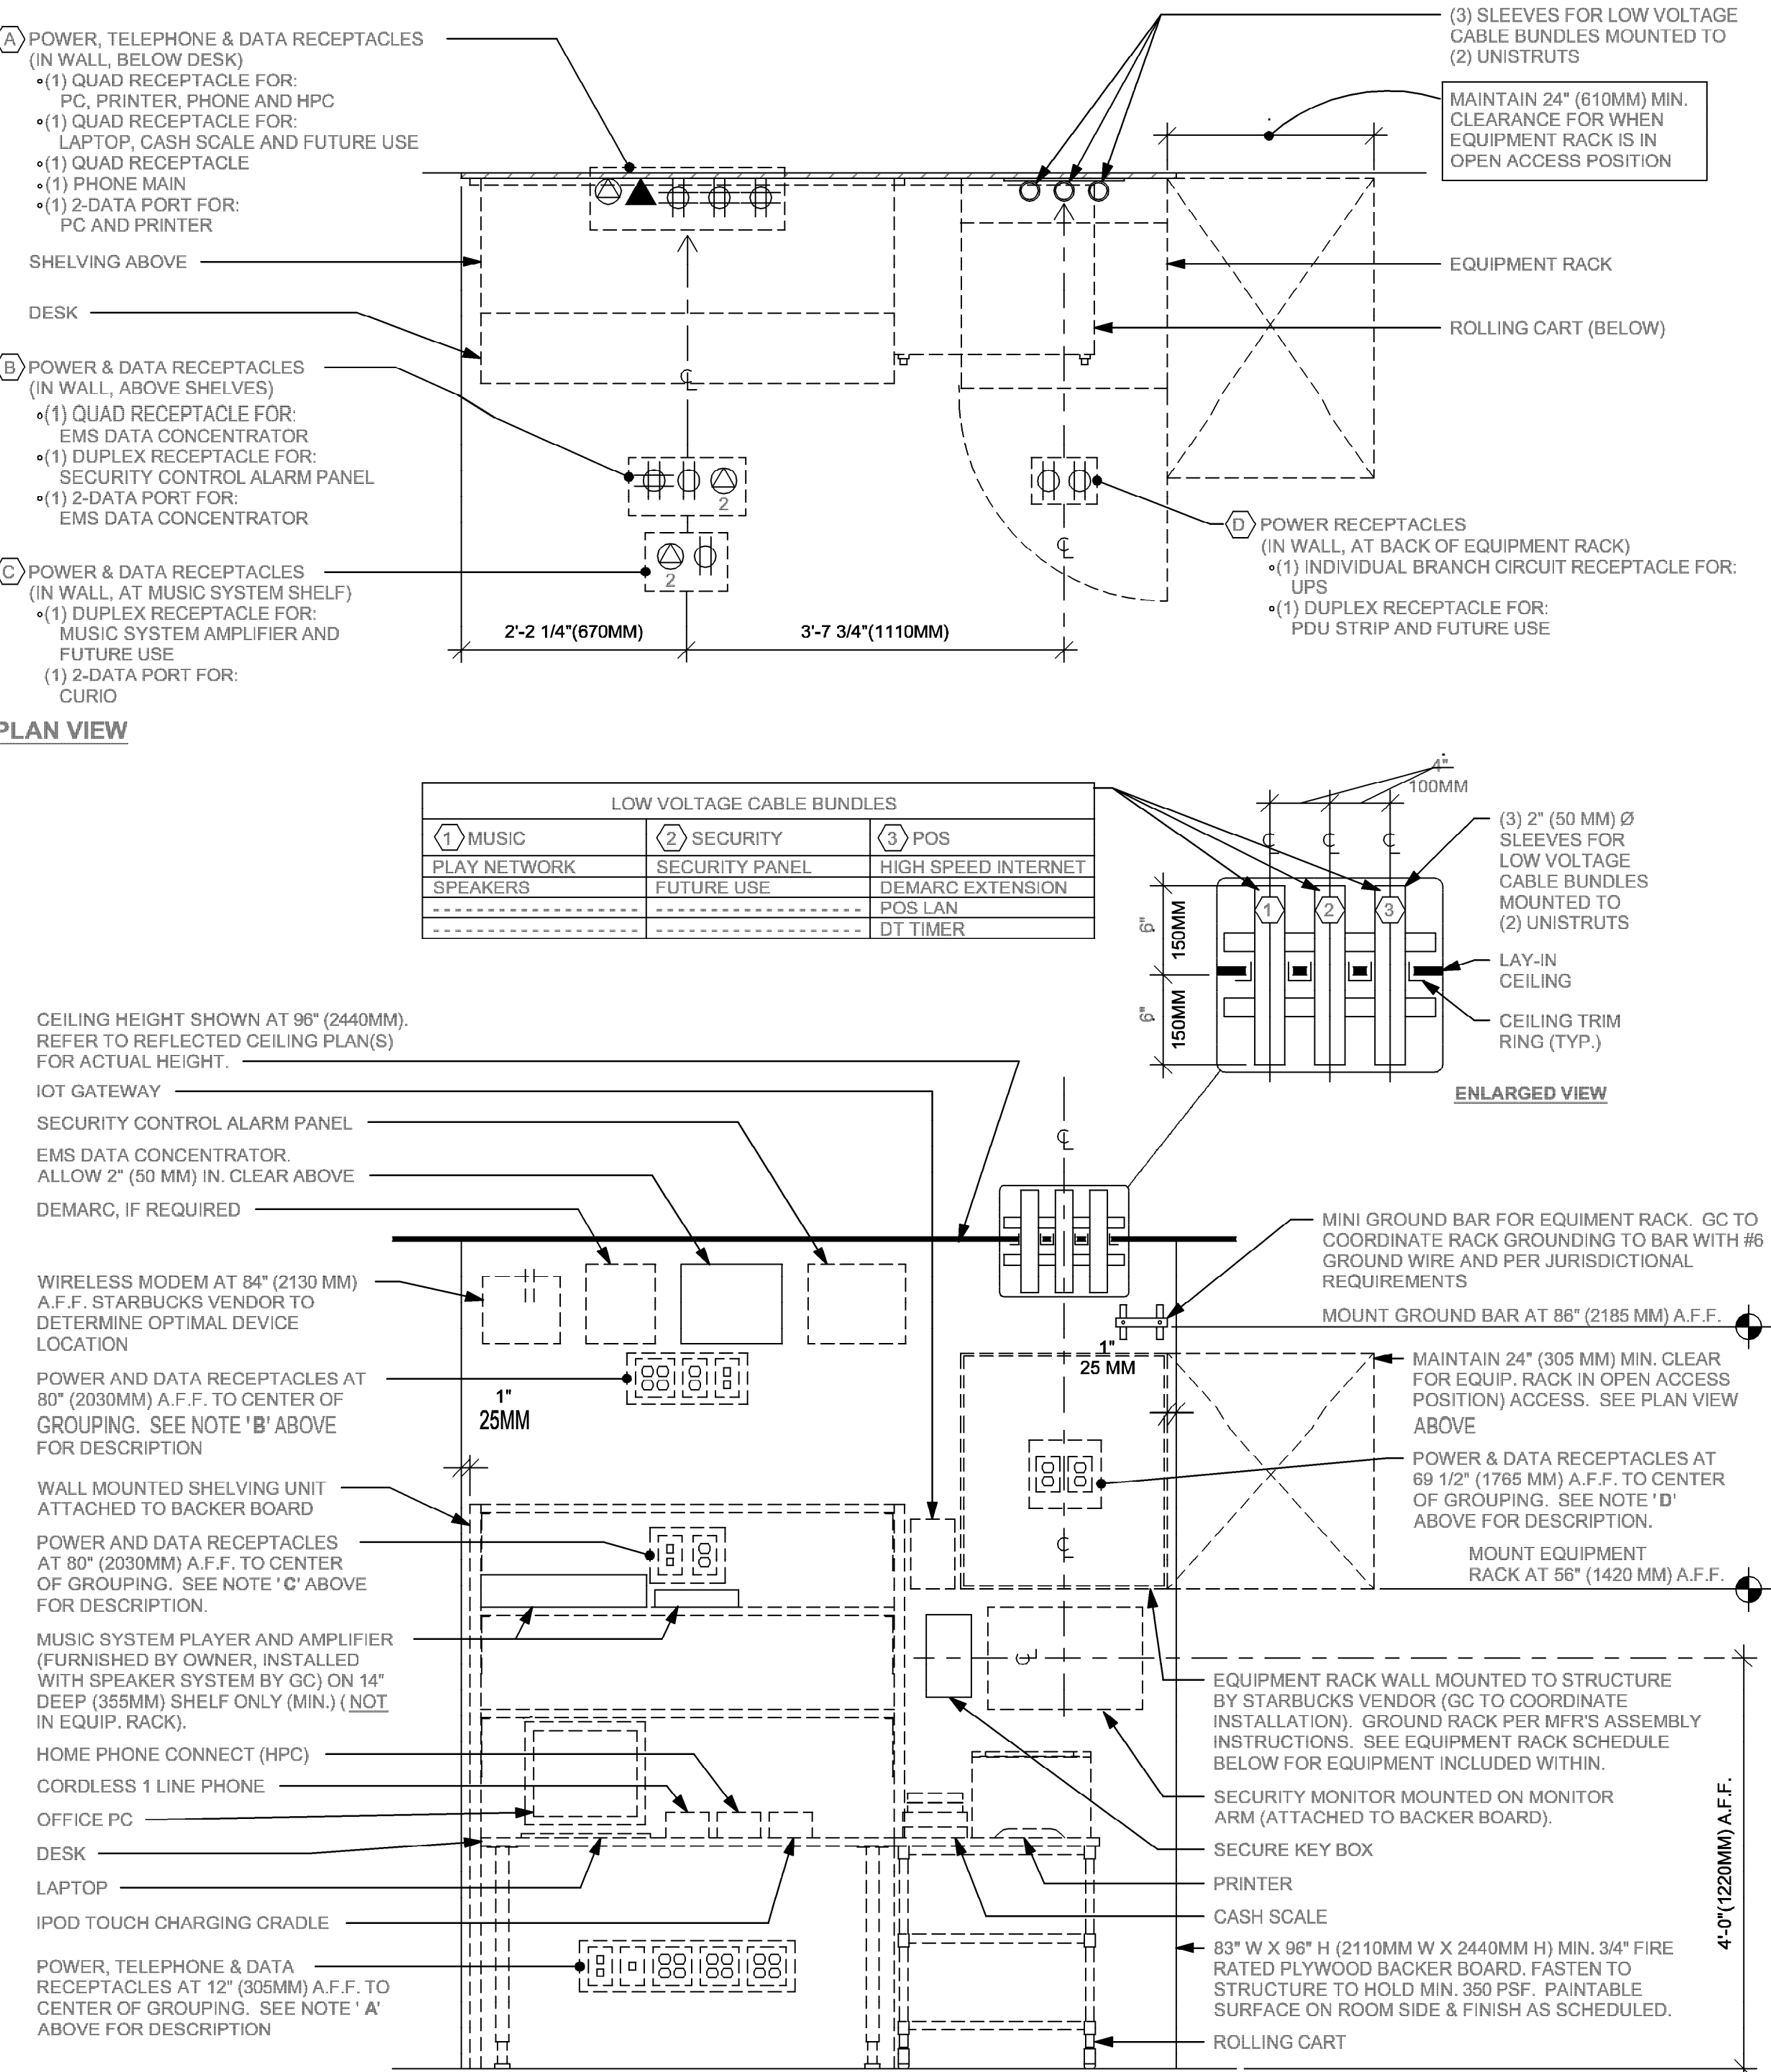 A POWER, TELEPHONE & DATA RECEPTACLES
(IN WALL, BELOW DESK)
∘(1) QUAD RECEPTACLE FOR:
PC, PRINTER, PHONE AND HPC
∘(1) QUAD RECEPTACLE FOR:
LAPTOP, CASH SCALE AND FUTURE USE
∘(1) QUAD RECEPTACLE
∘(1) PHONE MAIN
∘(1) 2-DATA PORT FOR:
PC AND PRINTER
SHELVING ABOVE
DESK
B POWER & DATA RECEPTACLES
(IN WALL, ABOVE SHELVES)
∘(1) QUAD RECEPTACLE FOR:
EMS DATA CONCENTRATOR
∘(1) DUPLEX RECEPTACLE FOR:
SECURITY CONTROL ALARM PANEL
∘(1) 2-DATA PORT FOR:
EMS DATA CONCENTRATOR
C POWER & DATA RECEPTACLES
(IN WALL, AT MUSIC SYSTEM SHELF)
∘(1) DUPLEX RECEPTACLE FOR:
MUSIC SYSTEM AMPLIFIER AND
FUTURE USE
(1) 2-DATA PORT FOR:
CURIO
PLAN VIEW
(3) SLEEVES FOR LOW VOLTAGE
CABLE BUNDLES MOUNTED TO
(2) UNISTRUTS
MAINTAIN 24" (610MM) MIN.
CLEARANCE FOR WHEN
EQUIPMENT RACK IS IN
OPEN ACCESS POSITION
EQUIPMENT RACK
ROLLING CART (BELOW)
D POWER RECEPTACLES
(IN WALL, AT BACK OF EQUIPMENT RACK)
∘(1) INDIVIDUAL BRANCH CIRCUIT RECEPTACLE FOR:
UPS
∘(1) DUPLEX RECEPTACLE FOR:
PDU STRIP AND FUTURE USE
℄
2
℄
2
2'-2 1/4"(670MM)
3'-7 3/4"(1110MM)
LOW VOLTAGE CABLE BUNDLES
1 MUSIC
2 SECURITY
3 POS
PLAY NETWORK
SECURITY PANEL
HIGH SPEED INTERNET
SPEAKERS
FUTURE USE
DEMARC EXTENSION
POS LAN
DT TIMER
4"
100MM
℄ ℄ ℄
1
2
3
6"
150MM
6"
150MM
(3) 2" (50 MM) Ø
SLEEVES FOR
LOW VOLTAGE
CABLE BUNDLES
MOUNTED TO
(2) UNISTRUTS
LAY-IN
CEILING
CEILING TRIM
RING (TYP.)
ENLARGED VIEW
CEILING HEIGHT SHOWN AT 96" (2440MM).
REFER TO REFLECTED CEILING PLAN(S)
FOR ACTUAL HEIGHT.
IOT GATEWAY
SECURITY CONTROL ALARM PANEL
EMS DATA CONCENTRATOR.
ALLOW 2" (50 MM) IN. CLEAR ABOVE
DEMARC, IF REQUIRED
WIRELESS MODEM AT 84" (2130 MM)
A.F.F. STARBUCKS VENDOR TO
DETERMINE OPTIMAL DEVICE
LOCATION
POWER AND DATA RECEPTACLES AT
80" (2030MM) A.F.F. TO CENTER OF
GROUPING. SEE NOTE 'B' ABOVE
FOR DESCRIPTION
WALL MOUNTED SHELVING UNIT
ATTACHED TO BACKER BOARD
POWER AND DATA RECEPTACLES
AT 80" (2030MM) A.F.F. TO CENTER
OF GROUPING. SEE NOTE 'C' ABOVE
FOR DESCRIPTION.
MUSIC SYSTEM PLAYER AND AMPLIFIER
(FURNISHED BY OWNER, INSTALLED
WITH SPEAKER SYSTEM BY GC) ON 14"
DEEP (355MM) SHELF ONLY (MIN.) (NOT
IN EQUIP. RACK).
HOME PHONE CONNECT (HPC)
CORDLESS 1 LINE PHONE
OFFICE PC
DESK
LAPTOP
IPOD TOUCH CHARGING CRADLE
POWER, TELEPHONE & DATA
RECEPTACLES AT 12" (305MM) A.F.F. TO
CENTER OF GROUPING. SEE NOTE 'A'
ABOVE FOR DESCRIPTION
℄
1"
25MM
1"
25 MM
℄
℄
MINI GROUND BAR FOR EQUIMENT RACK. GC TO
COORDINATE RACK GROUNDING TO BAR WITH #6
GROUND WIRE AND PER JURISDICTIONAL
REQUIREMENTS
MOUNT GROUND BAR AT 86" (2185 MM) A.F.F.
MAINTAIN 24" (305 MM) MIN. CLEAR
FOR EQUIP. RACK IN OPEN ACCESS
POSITION) ACCESS. SEE PLAN VIEW
ABOVE
POWER & DATA RECEPTACLES AT
69 1/2" (1765 MM) A.F.F. TO CENTER
OF GROUPING. SEE NOTE 'D'
ABOVE FOR DESCRIPTION.
MOUNT EQUIPMENT
RACK AT 56" (1420 MM) A.F.F.
EQUIPMENT RACK WALL MOUNTED TO STRUCTURE
BY STARBUCKS VENDOR (GC TO COORDINATE
INSTALLATION). GROUND RACK PER MFR'S ASSEMBLY
INSTRUCTIONS. SEE EQUIPMENT RACK SCHEDULE
BELOW FOR EQUIPMENT INCLUDED WITHIN.
SECURITY MONITOR MOUNTED ON MONITOR
ARM (ATTACHED TO BACKER BOARD).
SECURE KEY BOX
PRINTER
CASH SCALE
83" W X 96" H (2110MM W X 2440MM H) MIN. 3/4" FIRE
RATED PLYWOOD BACKER BOARD. FASTEN TO
STRUCTURE TO HOLD MIN. 350 PSF. PAINTABLE
SURFACE ON ROOM SIDE & FINISH AS SCHEDULED.
ROLLING CART
4'-0"(1220MM) A.F.F.